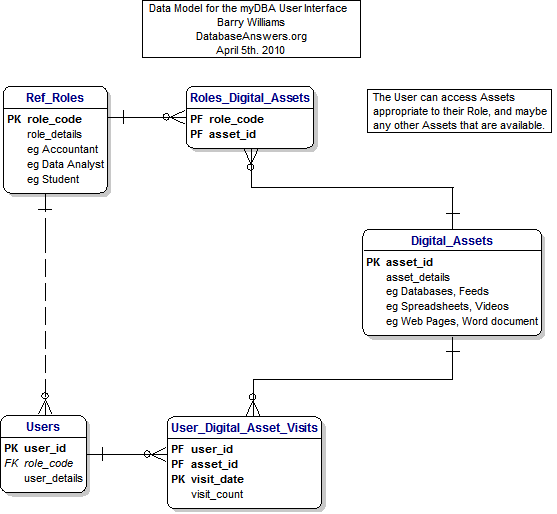 Data Model for the myDBA User Interface
Barry Williams
DatabaseAnswers.org
April 5th. 2010
Ref_Roles
PK role_code
role_details
eg Accountant
eg Data Analyst
eg Student
Roles_Digital_Assets
PF role_code
PF asset_id
The User can access Assets
appropriate to their Role, and maybe
any other Assets that are available.
Digital_Assets
PK asset_id
asset_details
eg Databases, Feeds
eg Spreadsheets, Videos
eg Web Pages, Word document
Users
PK user_id
FK role_code
user_details
User_Digital_Asset_Visits
PF user_id
PF asset_id
PK visit_date
visit_count